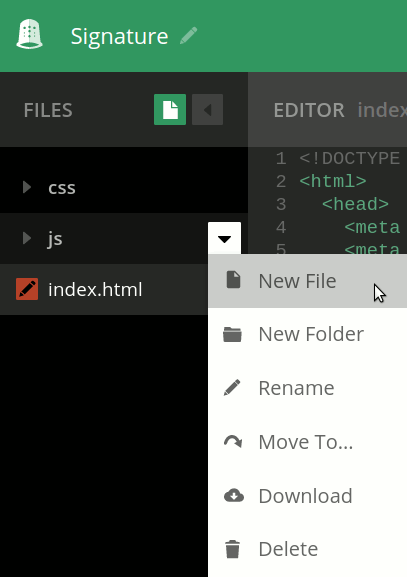 Signature
FILES
EDITOR index
css
js
index.html
1 <!DOCTYPE
2 <html>
3 <head>
4 <meta
5 <meta
New File
New Folder
Rename
Move To...
Download
Delete